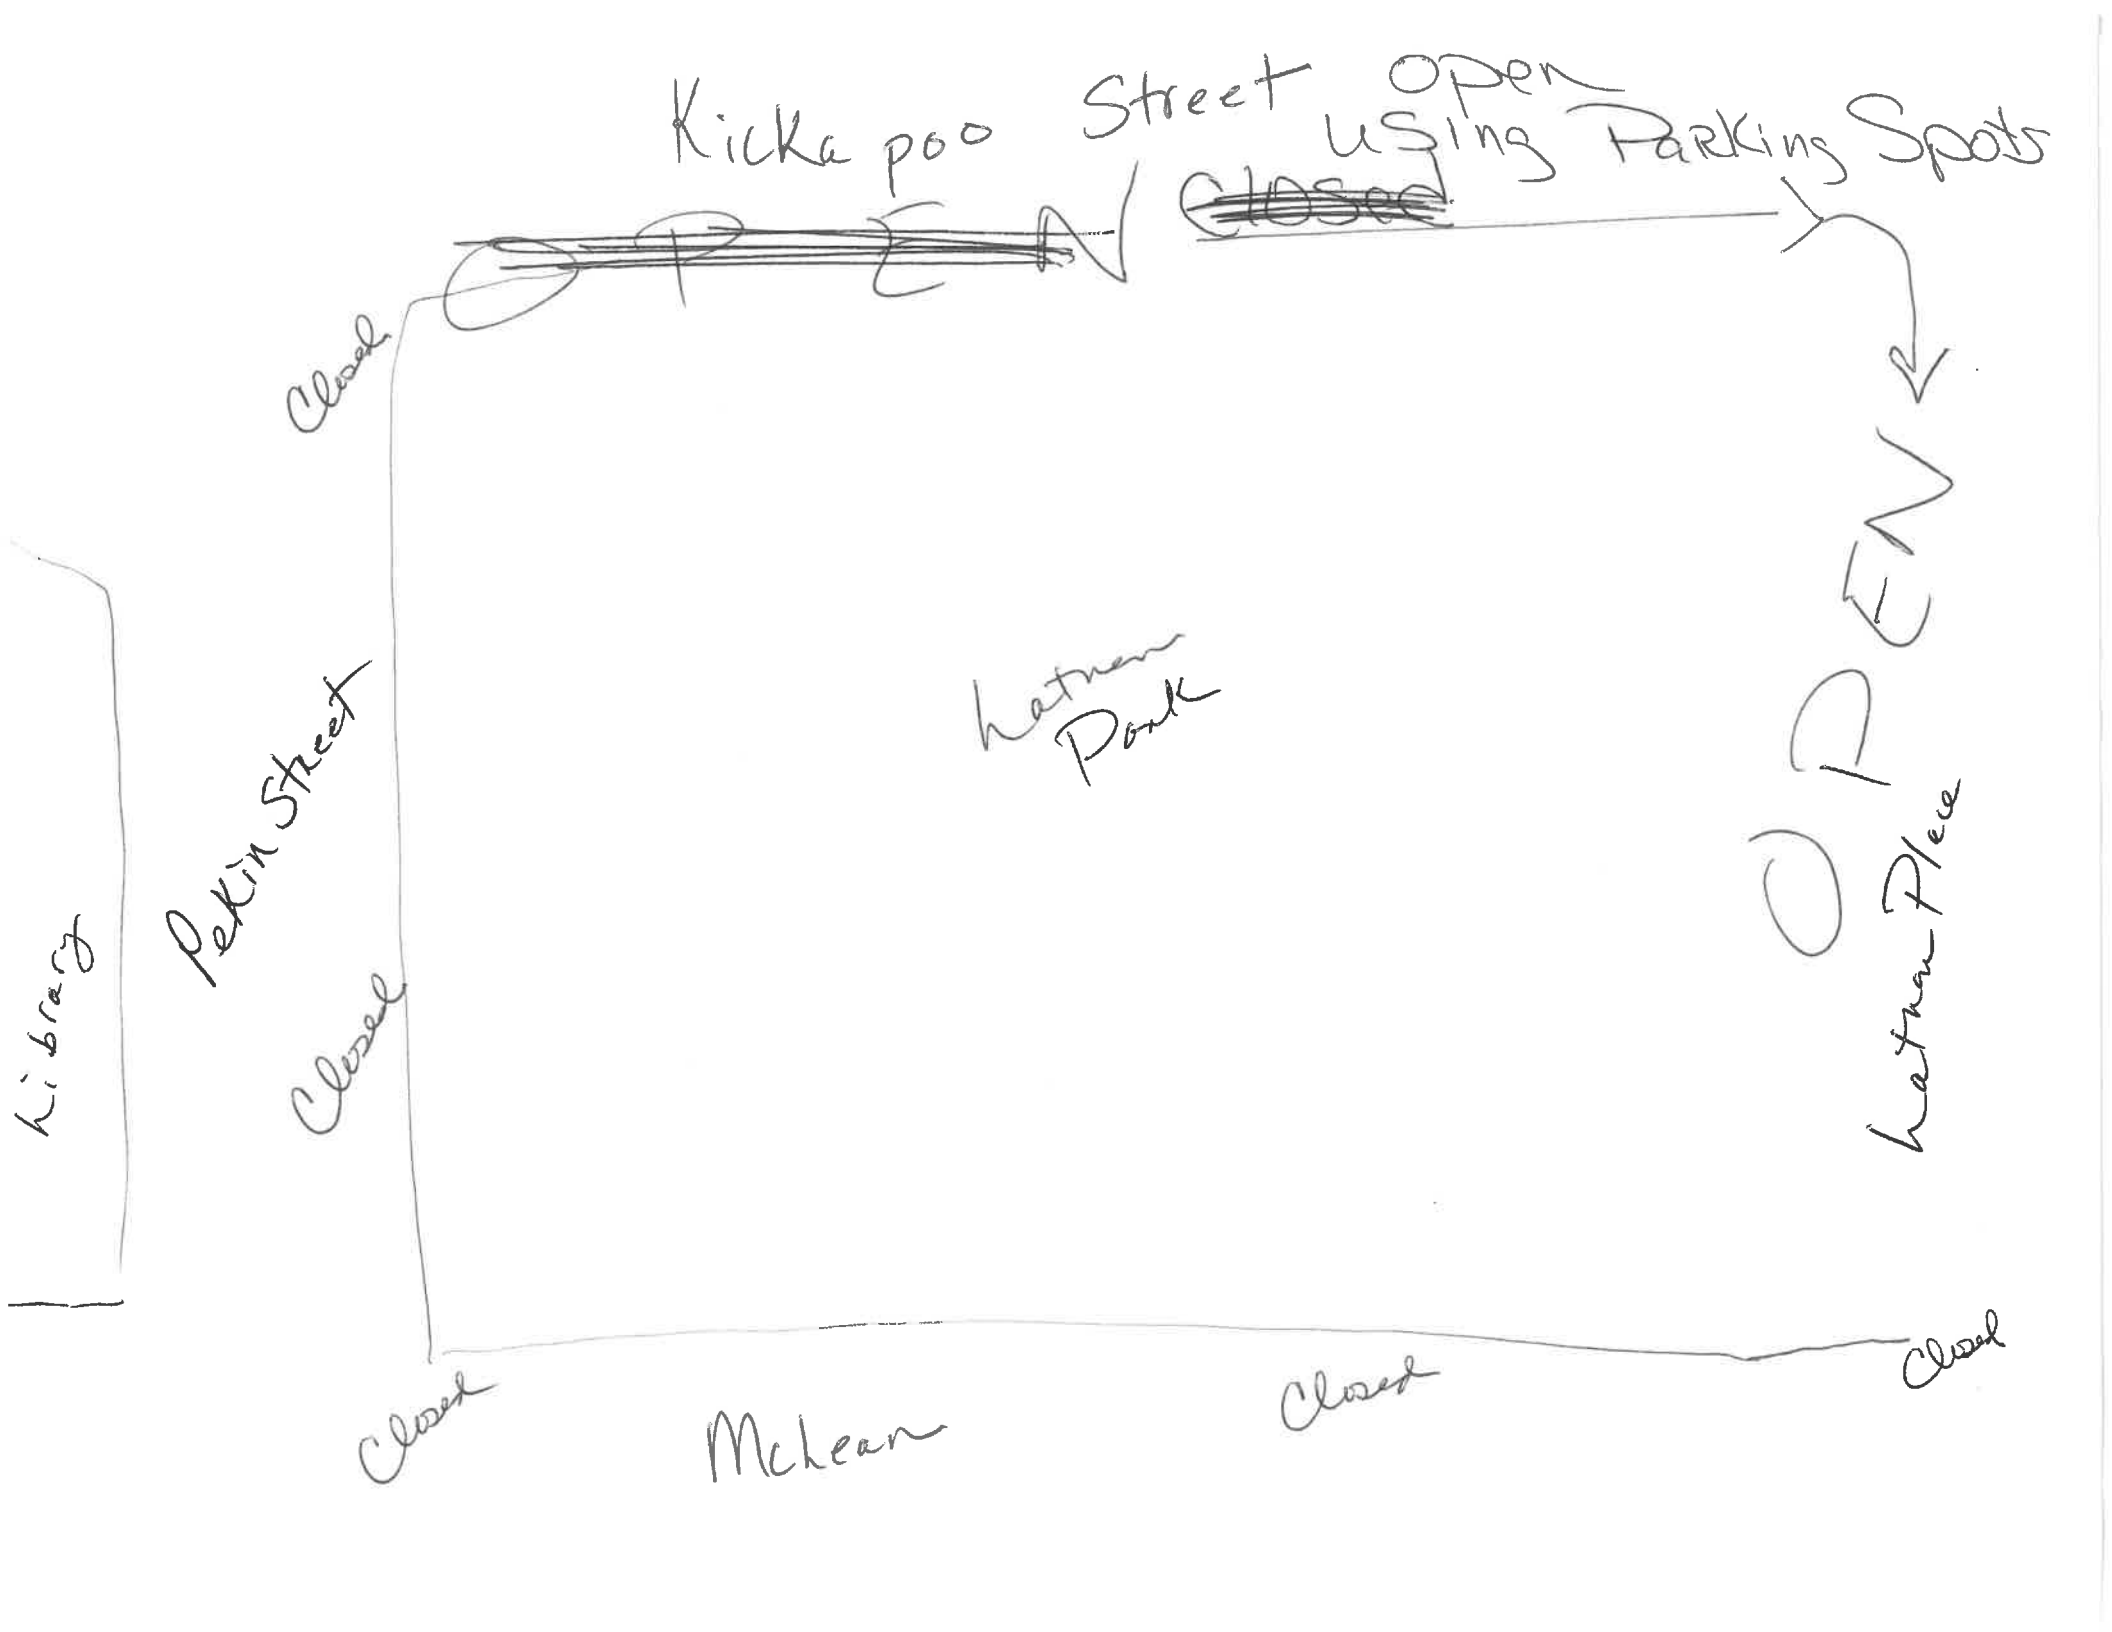 Kickapoo Street open
using Parking Spots
OPEN
Closed
Closed
OPEN
Latham
Park
Pekin Street
Latham Place
Library
Closed
Closed
Closed
Closed
McLean